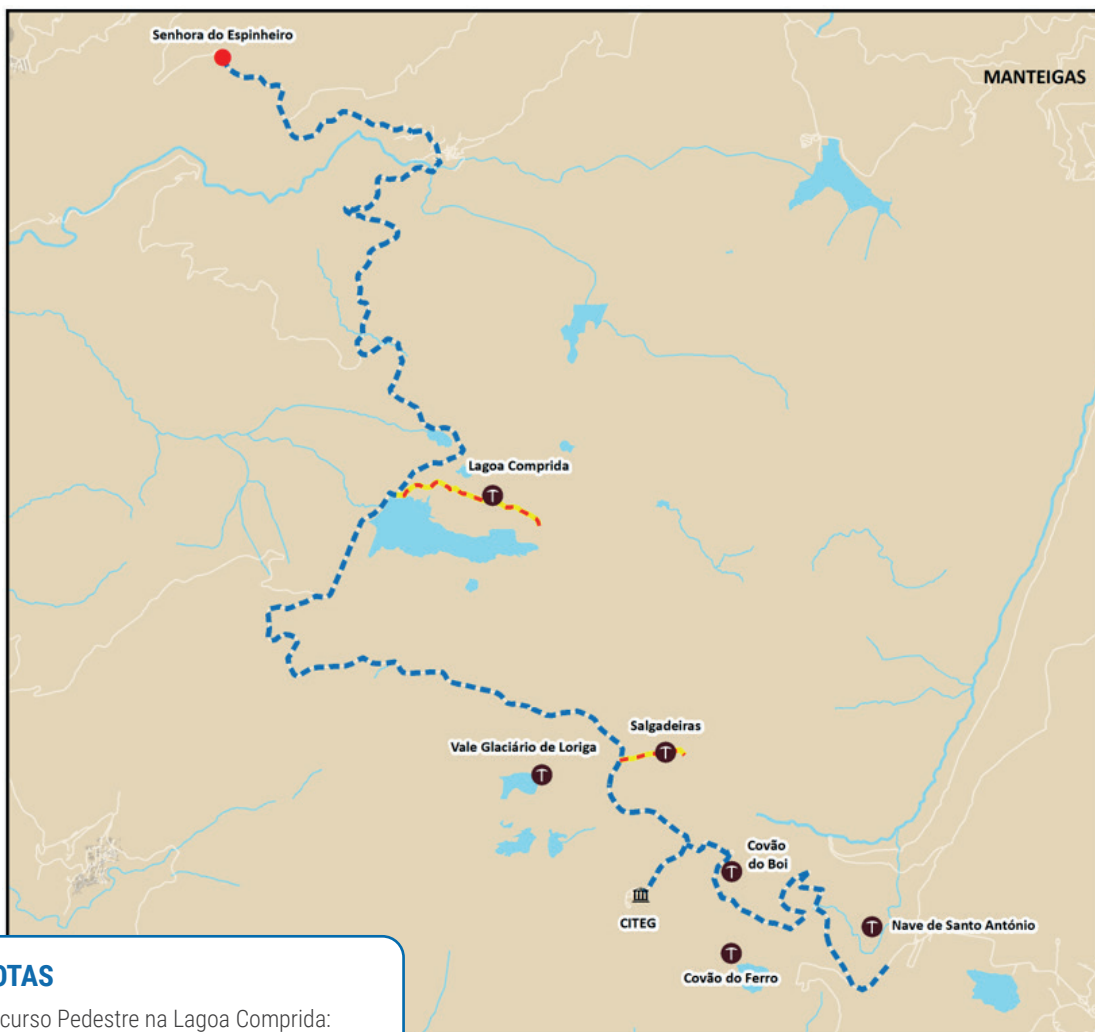 Senhora do Espinheiro
MANTEIGAS
Lagoa Comprida
Salgadeiras
Vale Glaciário de Loriga
Covão
do Boi
CITEG
Nave de Santo António
Covão do Ferro
OTAS
curso Pedestre na Lagoa Comprida: